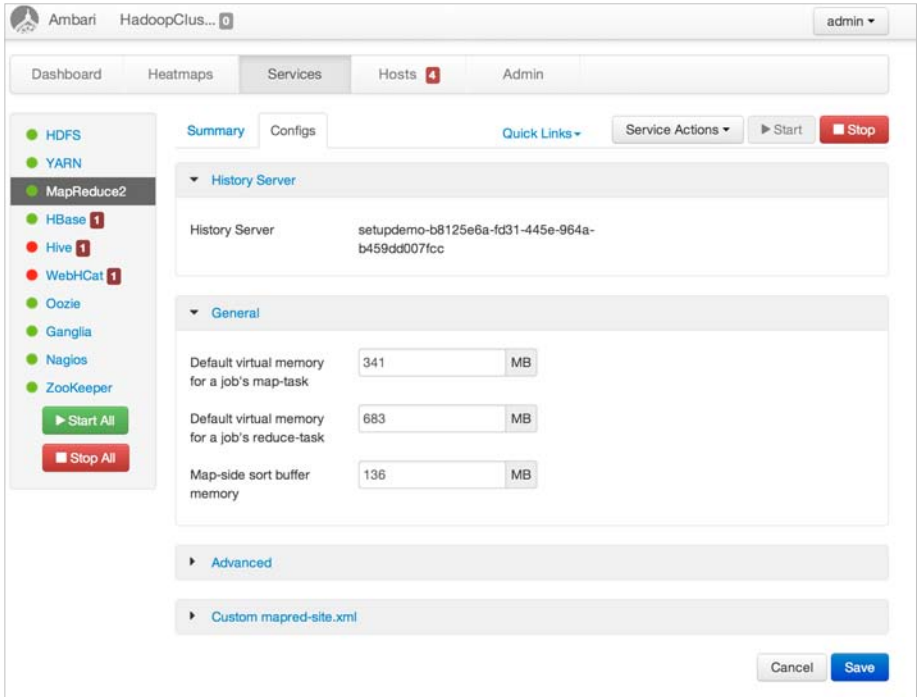 Ambari HadoopClus... 0 admin
Dashboard Heatmaps Services Hosts 4 Admin
HDFS
YARN
MapReduce2
HBase 1
Hive 1
WebHCat 1
Oozie
Ganglia
Nagios
ZooKeeper
Start All
Stop All
Summary Configs Quick Links Service Actions Start Stop
History Server
History Server setupdemo-b8125e6a-fd31-445e-964a-
b459dd007fcc
General
Default virtual memory 341 MB
for a job's map-task
Default virtual memory 683 MB
for a job's reduce-task
Map-side sort buffer 136 MB
memory
Advanced
Custom mapred-site.xml
Cancel Save